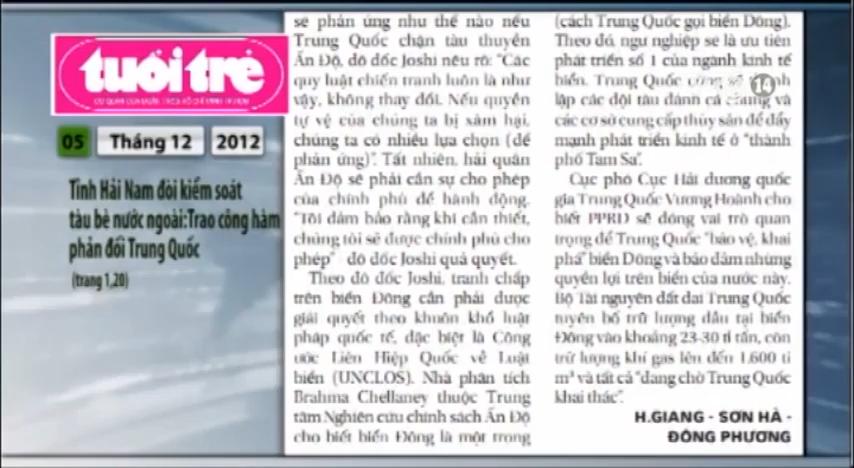 tuổi trẻ
05 Tháng 12 2012
Tỉnh Hải Nam đòi kiểm soát
tàu bè nước ngoài: Trao công hàm
phản đối Trung Quốc
(trang 1,20)
sẽ phản ứng như thế nào nếu
Trung Quốc chặn tàu thuyền
Ấn Độ, đô đốc Joshi nêu rõ: "Các
quy luật chiến tranh luôn là như
vậy, không thay đổi. Nếu quyền
tự vệ của chúng ta bị xâm hại,
chúng ta có nhiều lựa chọn (để
phản ứng)". Tất nhiên, hải quân
Ấn Độ sẽ phải cần sự cho phép
của chính phủ để hành động.
"Tôi đảm bảo rằng khi cần thiết,
chúng tôi sẽ được chính phủ cho
phép" đô đốc Joshi quả quyết.
Theo đô đốc Joshi, tranh chấp
trên biển Đông cần phải được
giải quyết theo khuôn khổ luật
pháp quốc tế, đặc biệt là Công
ước Liên Hiệp Quốc về Luật
biển (UNCLOS). Nhà phân tích
Brahma Chellaney thuộc Trung
tâm Nghiên cứu chính sách Ấn Độ
cho biết biển Đông là một trong
(cách Trung Quốc gọi biển Đông).
Theo đó, ngư nghiệp sẽ là ưu tiên
phát triển số 1 của ngành kinh tế
biển. Trung Quốc cũng sẽ
14
lập các đội tàu đánh cá chung và
các cơ sở cung cấp thủy sản để đẩy
mạnh phát triển kinh tế ở "thành
phố Tam Sa".
Cục phó Cục Hải dương quốc
gia Trung Quốc Vương Hoành cho
biết PPRD sẽ đóng vai trò quan
trọng để Trung Quốc "bảo vệ, khai
phá" biển Đông và bảo đảm những
quyền lợi trên biển của nước này.
Bộ Tài nguyên đất đai Trung Quốc
tuyên bố trữ lượng dầu tại biển
Đông vào khoảng 23-30 tỉ tấn, còn
trữ lượng khí gas lên đến 1.600 tỉ
m³ và tất cả "đang chờ Trung Quốc
khai thác".
H.GIANG - SƠN HÀ -
ĐÔNG PHƯƠNG